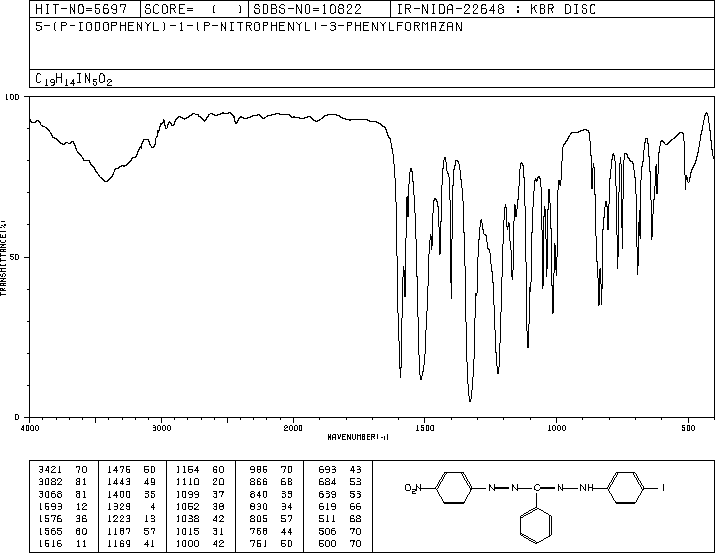 HIT-NO=5697 SCORE= ( ) SDBS-NO=10822 IR-NIDA-22648 : KBR DISC
5-(P-IODOPHENYL)-1-(P-NITROPHENYL)-3-PHENYLFORMAZAN
C19H14IN5O2
100
50
0
TRANSMITTANCE(%)
4000 3000 2000 1500 1000 500
WAVENUMBER(-1)
3421 70 1476 50 1164 60 986 70 693 43
3082 81 1443 49 1110 20 866 68 684 53
3068 81 1400 35 1099 37 840 33 639 53
1593 12 1329 4 1052 38 830 34 619 66
1576 36 1223 13 1038 42 805 57 511 68
1565 60 1187 57 1015 31 768 44 506 70
1516 11 1169 41 1000 42 751 50 500 70
O2N N N C N NH I